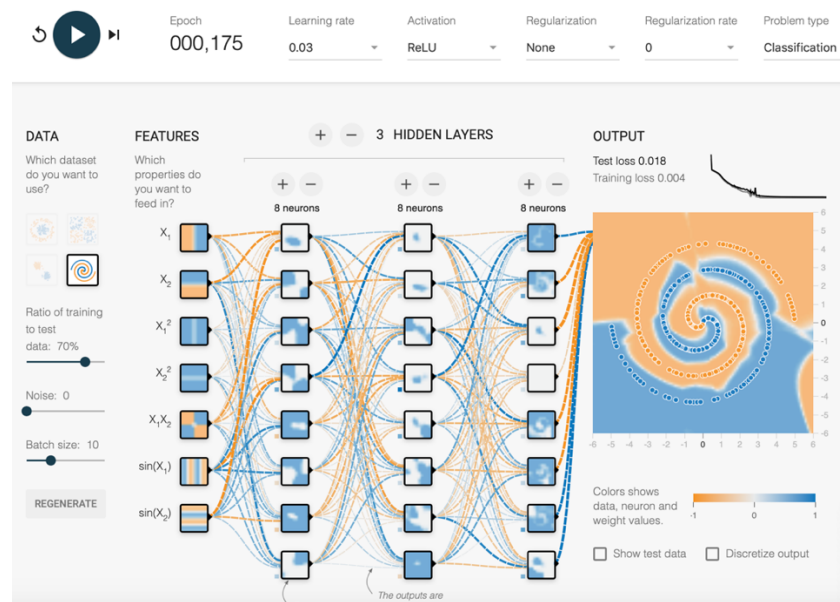 Epoch
000,175
Learning rate
0.03
Activation
ReLU
Regularization
None
Regularization rate
0
Problem type
Classification
DATA
Which dataset
do you want to
use?
Ratio of training
to test
data: 70%
Noise: 0
Batch size: 10
REGENERATE
FEATURES
Which
properties do
you want to
feed in?
X₁
X₂
X₁²
X₂²
X₁X₂
sin(X₁)
sin(X₂)
+ − 3 HIDDEN LAYERS
+ −
8 neurons
+ −
8 neurons
+ −
8 neurons
The outputs are
OUTPUT
Test loss 0.018
Training loss 0.004
6
5
4
3
2
1
0
-1
-2
-3
-4
-5
-6
-6 -5 -4 -3 -2 -1 0 1 2 3 4 5 6
Colors shows
data, neuron and
weight values.
-1 0 1
Show test data
Discretize output